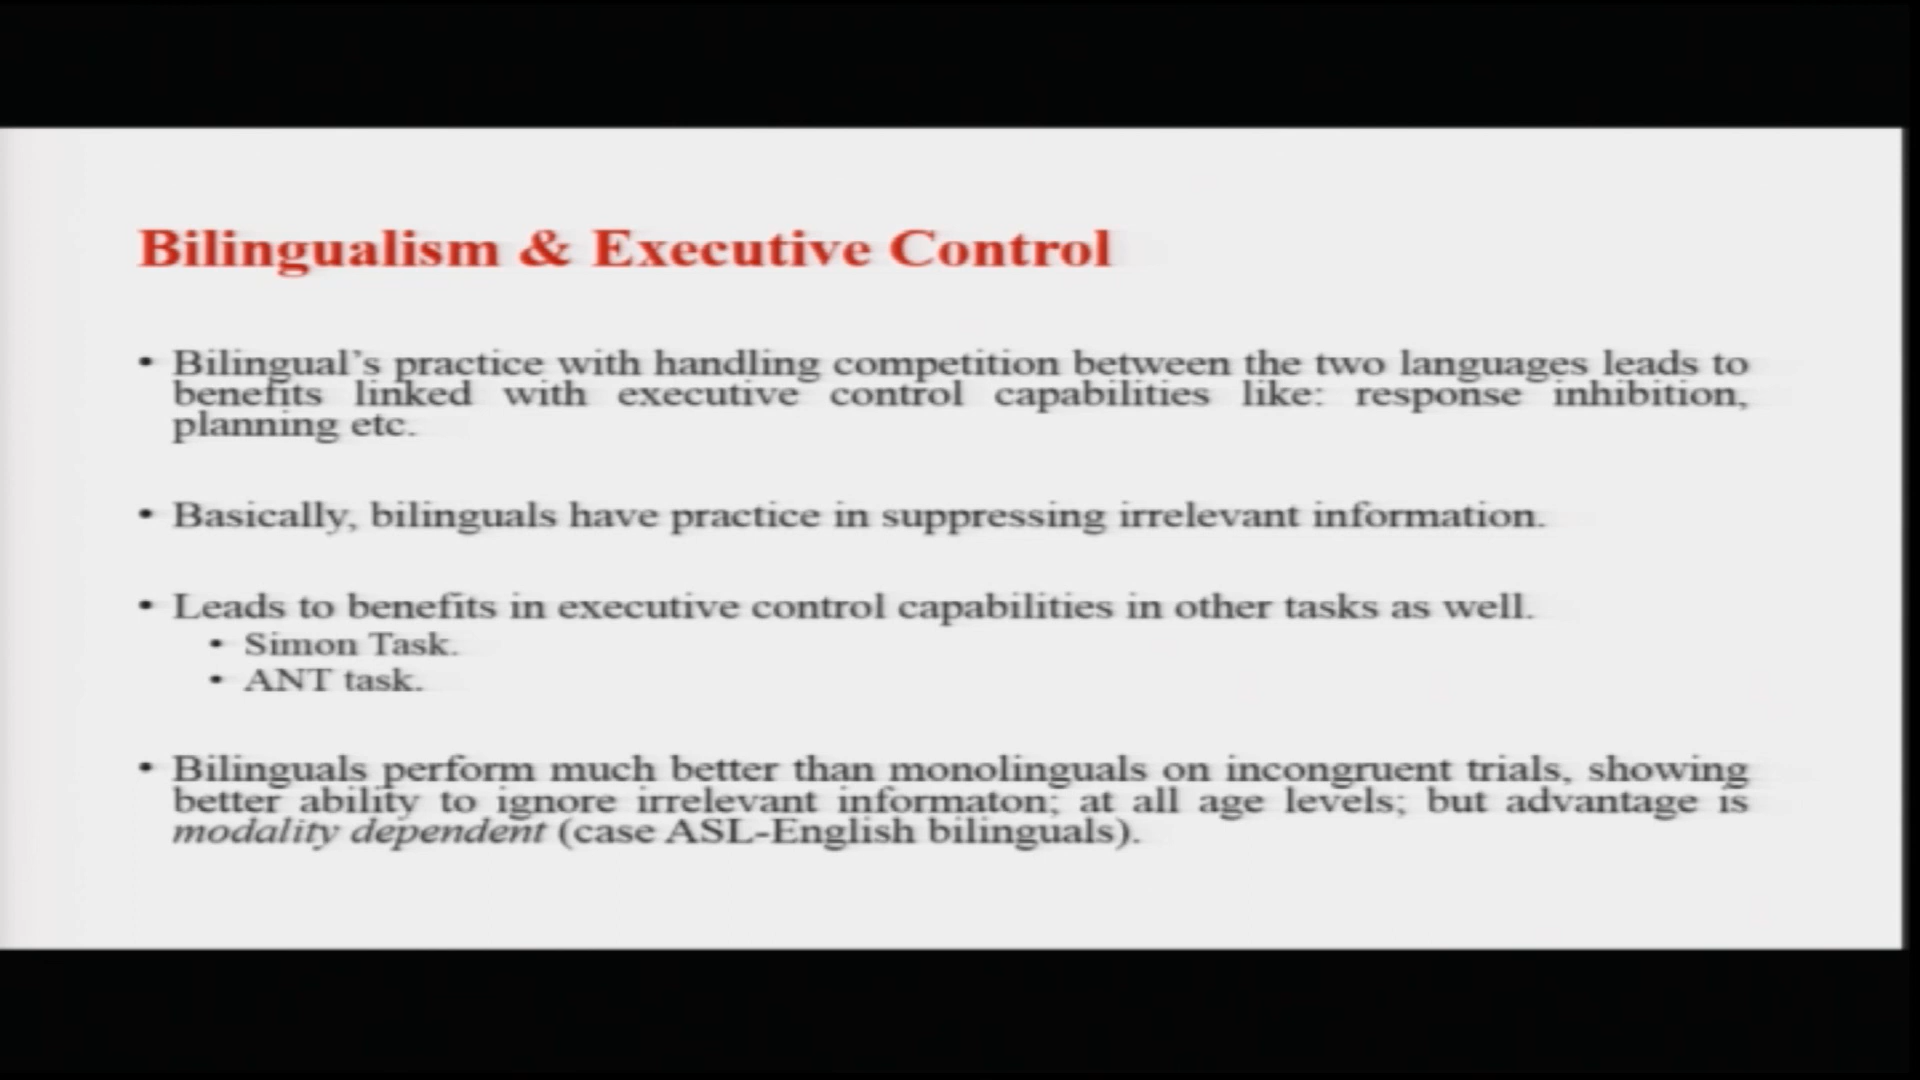 Bilingualism & Executive Control
• Bilingual's practice with handling competition between the two languages leads to
benefits linked with executive control capabilities like: response inhibition,
planning etc.
• Basically, bilinguals have practice in suppressing irrelevant information.
• Leads to benefits in executive control capabilities in other tasks as well.
• Simon Task.
• ANT task.
• Bilinguals perform much better than monolinguals on incongruent trials, showing
better ability to ignore irrelevant informaton; at all age levels; but advantage is
modality dependent (case ASL-English bilinguals).